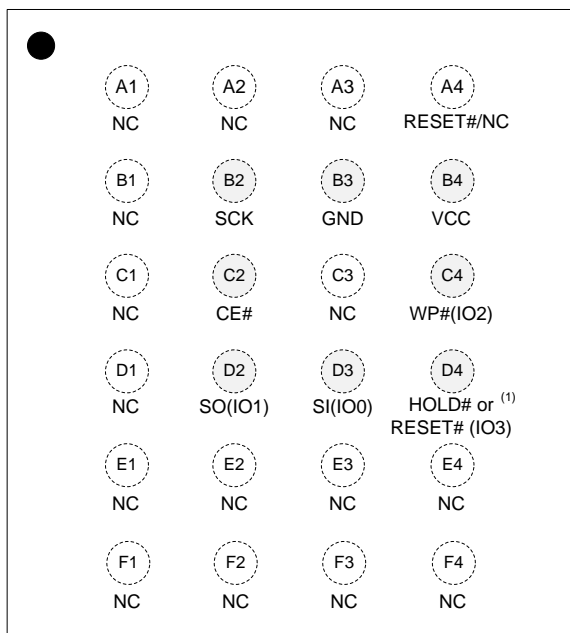 A1 A2 A3 A4
NC NC NC RESET#/NC
B1 B2 B3 B4
NC SCK GND VCC
C1 C2 C3 C4
NC CE# NC WP#(IO2)
D1 D2 D3 D4
NC SO(IO1) SI(IO0) HOLD# or (1)
RESET# (IO3)
E1 E2 E3 E4
NC NC NC NC
F1 F2 F3 F4
NC NC NC NC